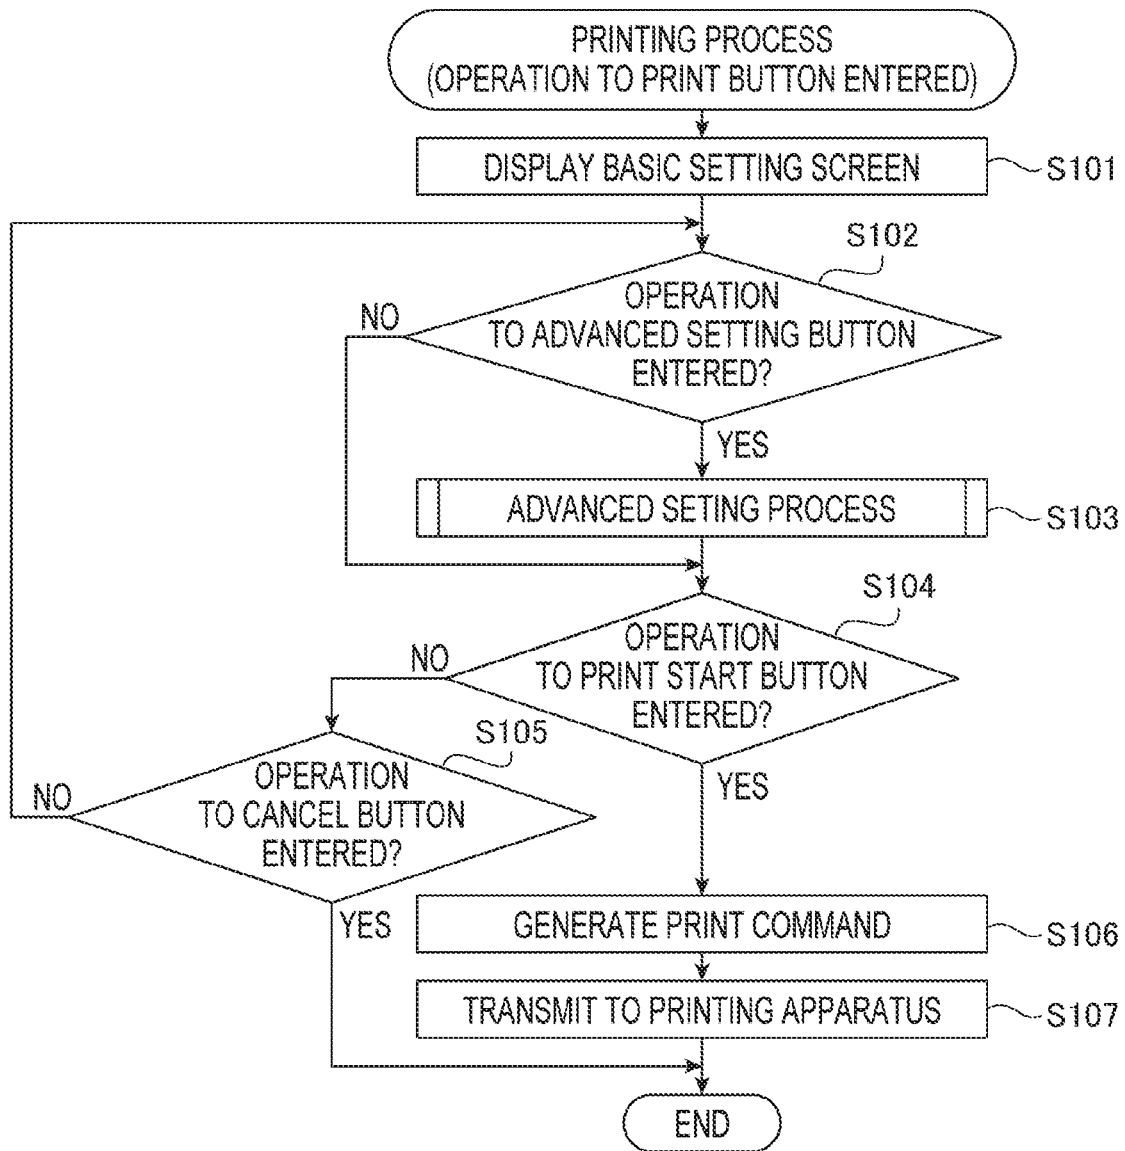 PRINTING PROCESS
(OPERATION TO PRINT BUTTON ENTERED)
DISPLAY BASIC SETTING SCREEN
S101
S102
OPERATION
TO ADVANCED SETTING BUTTON
ENTERED?
NO
YES
ADVANCED SETING PROCESS
S103
S104
OPERATION
TO PRINT START BUTTON
ENTERED?
NO
YES
S105
OPERATION
TO CANCEL BUTTON
ENTERED?
NO
YES
GENERATE PRINT COMMAND
S106
TRANSMIT TO PRINTING APPARATUS
S107
END